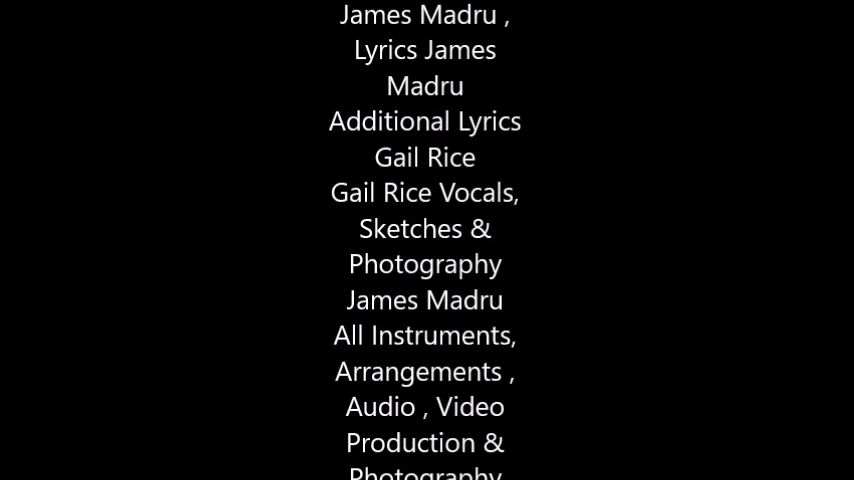 James Madru ,
Lyrics James
Madru
Additional Lyrics
Gail Rice
Gail Rice Vocals,
Sketches &
Photography
James Madru
All Instruments,
Arrangements ,
Audio , Video
Production &
Photography